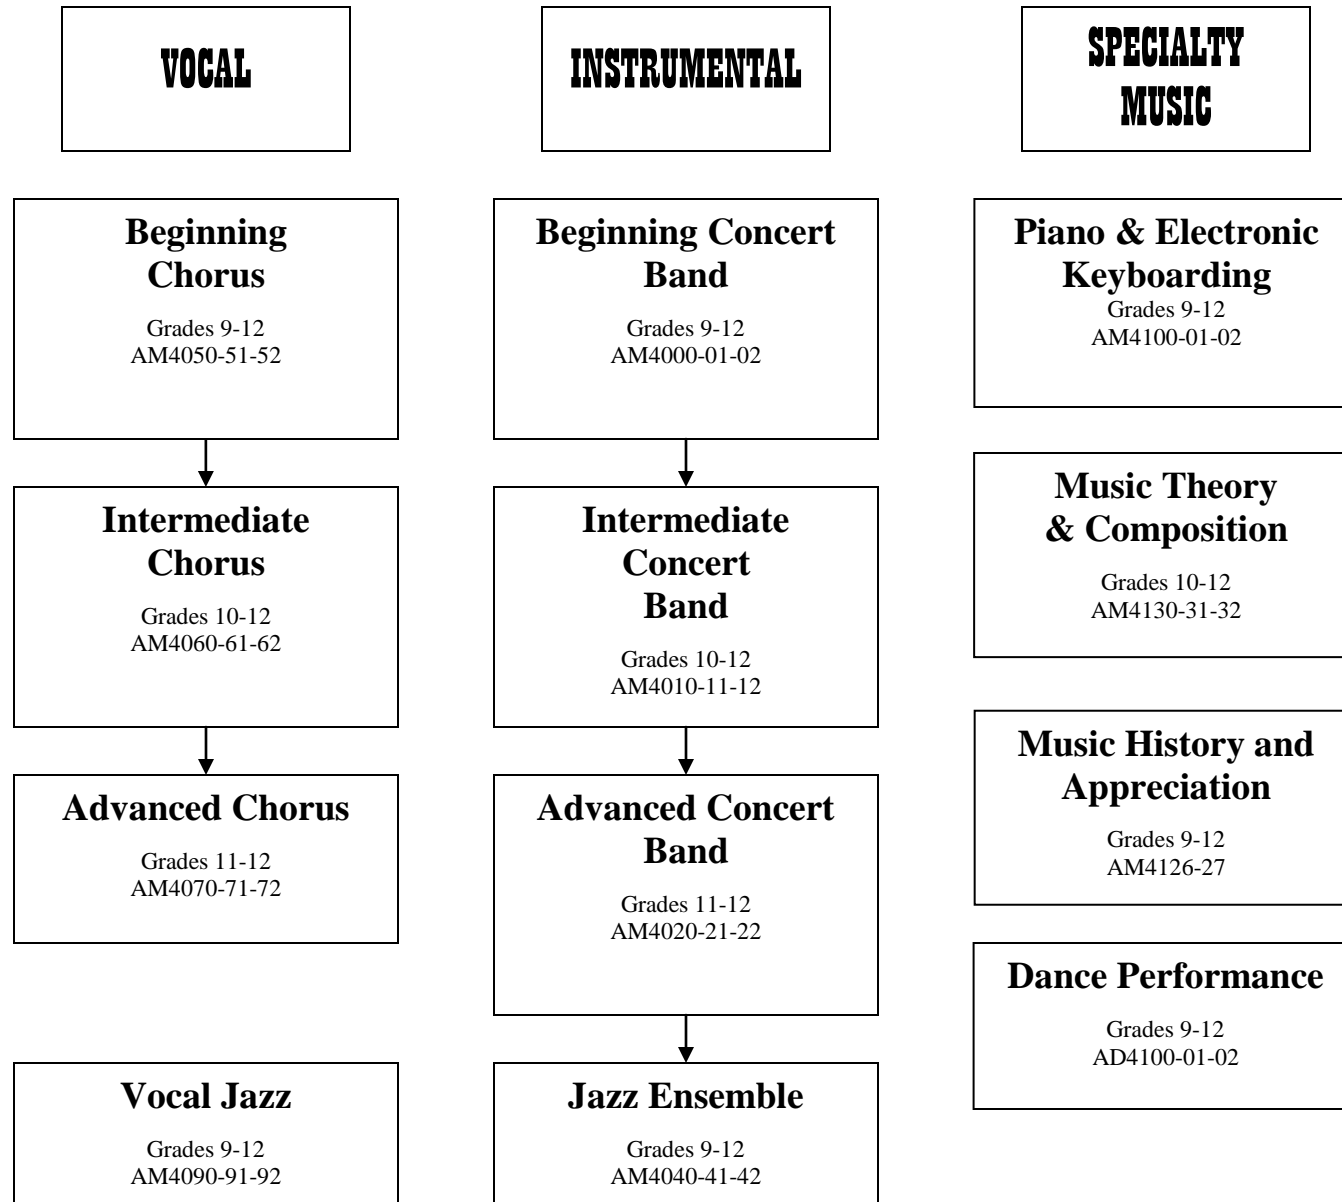 VOCAL
Beginning
Chorus
Grades 9-12
AM4050-51-52
Intermediate
Chorus
Grades 10-12
AM4060-61-62
Advanced Chorus
Grades 11-12
AM4070-71-72
Vocal Jazz
Grades 9-12
AM4090-91-92
INSTRUMENTAL
Beginning Concert
Band
Grades 9-12
AM4000-01-02
Intermediate
Concert
Band
Grades 10-12
AM4010-11-12
Advanced Concert
Band
Grades 11-12
AM4020-21-22
Jazz Ensemble
Grades 9-12
AM4040-41-42
SPECIALTY
MUSIC
Piano & Electronic
Keyboarding
Grades 9-12
AM4100-01-02
Music Theory
& Composition
Grades 10-12
AM4130-31-32
Music History and
Appreciation
Grades 9-12
AM4126-27
Dance Performance
Grades 9-12
AD4100-01-02